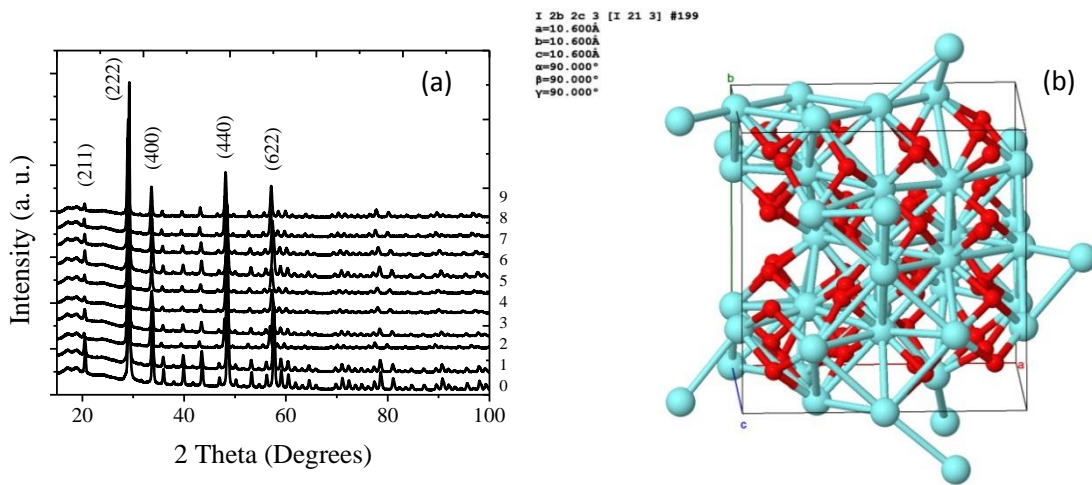 (a)
(222)
(211)
(400)
(440)
(622)
Intensity (a. u.)
9
8
7
6
5
4
3
2
1
0
20 40 60 80 100
2 Theta (Degrees)
I 2b 2c 3 [I 21 3] #199
a=10.600Å
b=10.600Å
c=10.600Å
α=90.000°
β=90.000°
γ=90.000°
(b)
b
a
c